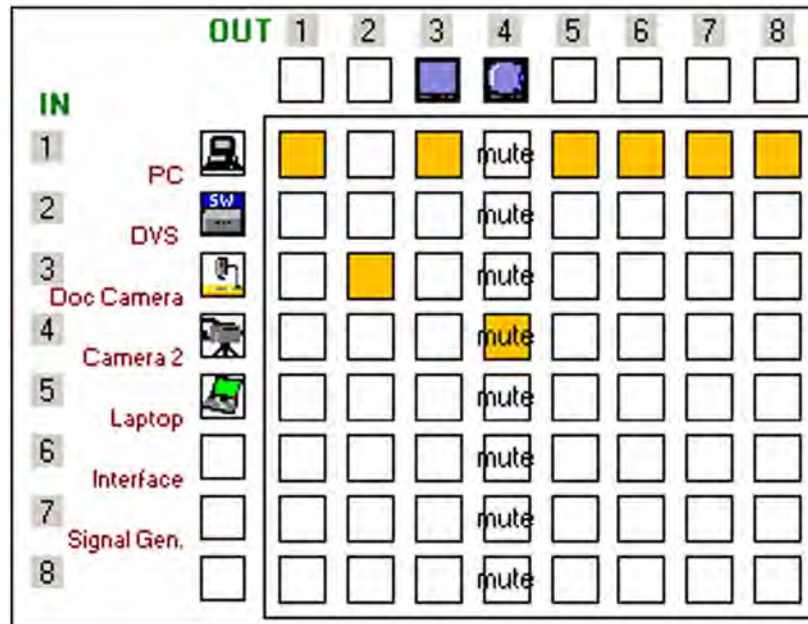 OUT 1 2 3 4 5 6 7 8
IN
1 PC mute
2 SW DVS mute
3 Doc Camera mute
4 Camera 2 mute
5 Laptop mute
6 Interface mute
7 Signal Gen. mute
8 mute